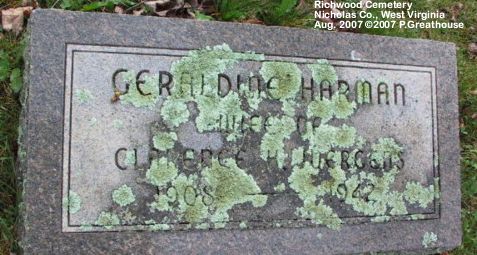 Richwood Cemetery
Nicholas Co., West Virginia
Aug. 2007 ©2007 P.Greathouse
GERALDINE HARMAN
WIFE OF
CLARENCE H. JUERGENS
1908 1942